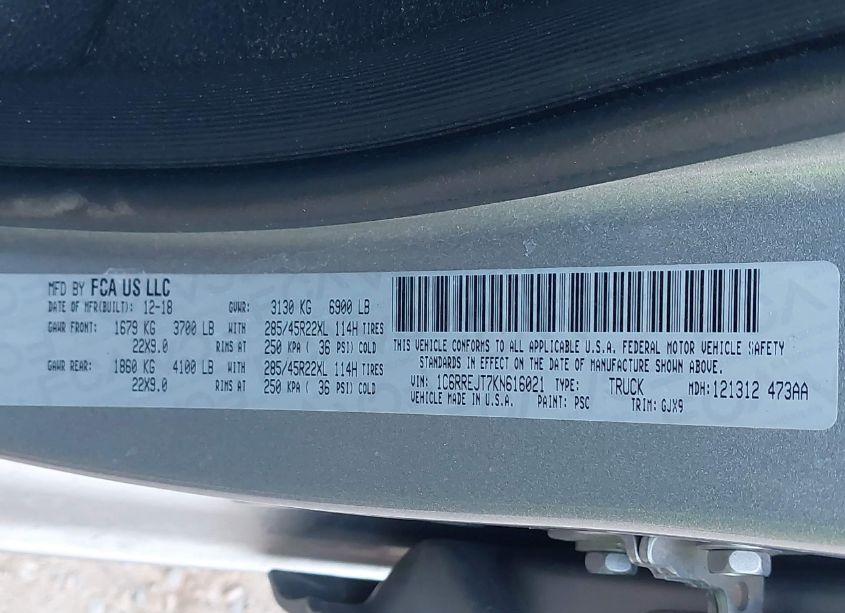 MFD BY FCA US LLC
DATE OF MFR(BUILT): 12-18 GVWR: 3130 KG 6900 LB
GAWR FRONT: 1679 KG 3700 LB WITH 285/45R22XL 114H TIRES
22X9.0 RIMS AT 250 KPA ( 36 PSI) COLD
GAWR REAR: 1860 KG 4100 LB WITH 285/45R22XL 114H TIRES
22X9.0 RIMS AT 250 KPA ( 36 PSI) COLD
THIS VEHICLE CONFORMS TO ALL APPLICABLE U.S.A. FEDERAL MOTOR VEHICLE SAFETY
STANDARDS IN EFFECT ON THE DATE OF MANUFACTURE SHOWN ABOVE.
VIN: 1C6RREJT7KN616021 TYPE: TRUCK MDH: 121312 473AA
VEHICLE MADE IN U.S.A. PAINT: PSC TRIM: GJX9